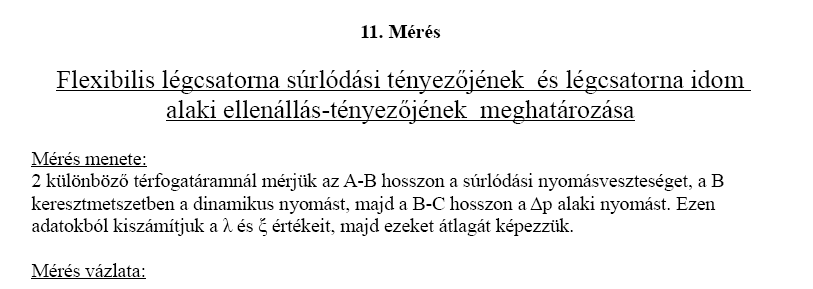 11. Mérés
Flexibilis légcsatorna súrlódási tényezőjének és légcsatorna idom
alaki ellenállás-tényezőjének meghatározása
Mérés menete:
2 különböző térfogatáramnál mérjük az A-B hosszon a súrlódási nyomásveszteséget, a B
keresztmetszetben a dinamikus nyomást, majd a B-C hosszon a Δp alaki nyomást. Ezen
adatokból kiszámítjuk a λ és ξ értékeit, majd ezeket átlagát képezzük.
Mérés vázlata: